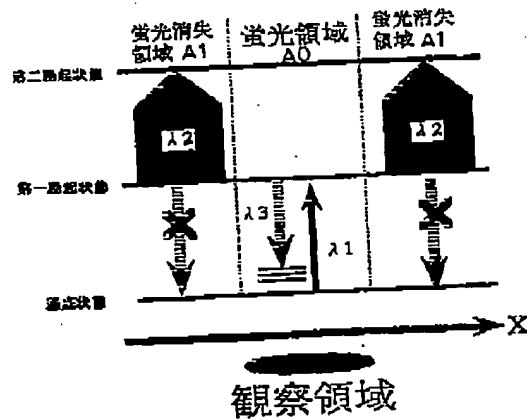 蛍光消失
領域 A1
蛍光領域
A0
蛍光消失
領域 A1
第二励起状態
λ2
λ2
第一励起状態
λ3
λ1
基底状態
X
観察領域